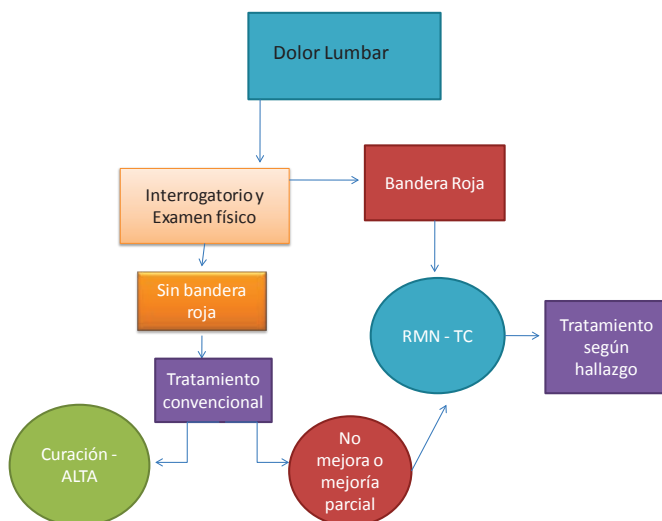 Dolor Lumbar
Interrogatorio y
Examen físico
Bandera Roja
Sin bandera
roja
RMN - TC
Tratamiento
según
hallazgo
Tratamiento
convencional
Curación -
ALTA
No
mejora o
mejoría
parcial